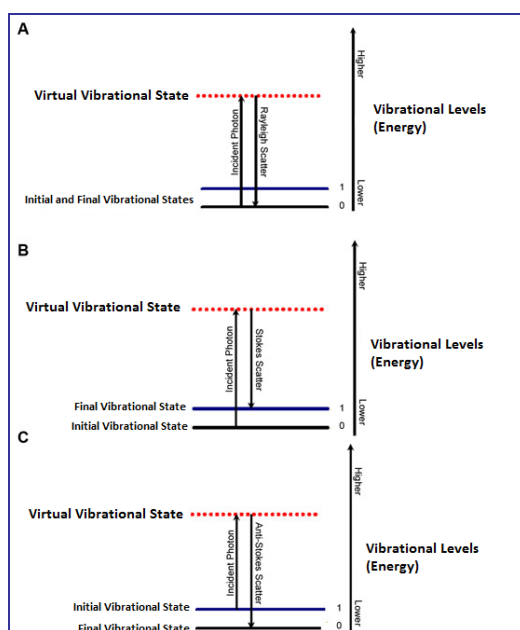 A
Higher
Virtual Vibrational State
Incident Photon
Rayleigh Scatter
Vibrational Levels
(Energy)
Lower
1
Initial and Final Vibrational States
0
B
Higher
Virtual Vibrational State
Incident Photon
Stokes Scatter
Vibrational Levels
(Energy)
Lower
Final Vibrational State
1
Initial Vibrational State
0
C
Higher
Virtual Vibrational State
Incident Photon
Anti-Stokes Scatter
Vibrational Levels
(Energy)
Lower
Initial Vibrational State
1
Final Vibrational State
0